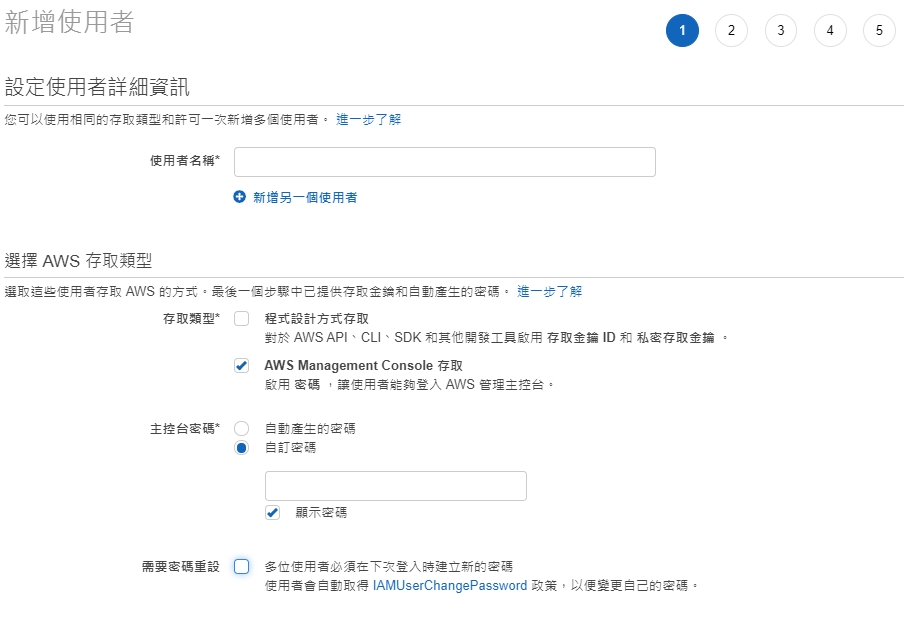 新增使用者
1 2 3 4 5
設定使用者詳細資訊
您可以使用相同的存取類型和許可一次新增多個使用者。 進一步了解
使用者名稱*
新增另一個使用者
選擇 AWS 存取類型
選取這些使用者存取 AWS 的方式。最後一個步驟中已提供存取金鑰和自動產生的密碼。 進一步了解
存取類型* 程式設計方式存取
對於 AWS API、CLI、SDK 和其他開發工具啟用 存取金鑰 ID 和 私密存取金鑰 。
AWS Management Console 存取
啟用 密碼 ,讓使用者能夠登入 AWS 管理主控台。
主控台密碼* 自動產生的密碼
自訂密碼
顯示密碼
需要密碼重設 多位使用者必須在下次登入時建立新的密碼
使用者會自動取得 IAMUserChangePassword 政策,以便變更自己的密碼。